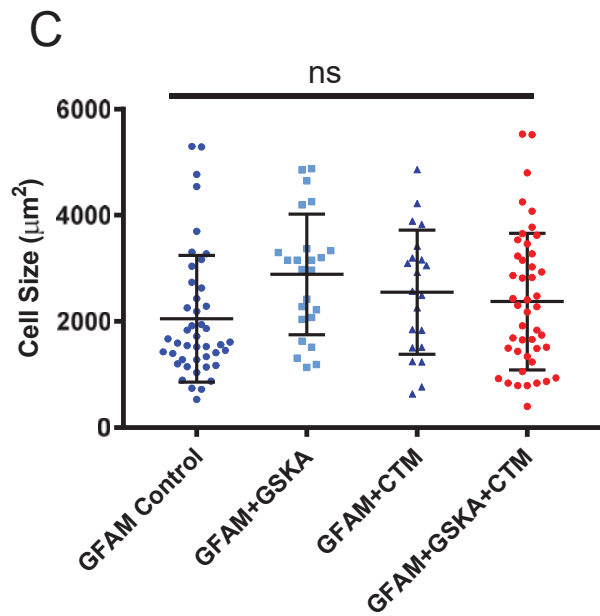 C
ns
6000
4000
2000
0
Cell Size (μm²)
GFAM Control
GFAM+GSKA
GFAM+CTM
GFAM+GSKA+CTM